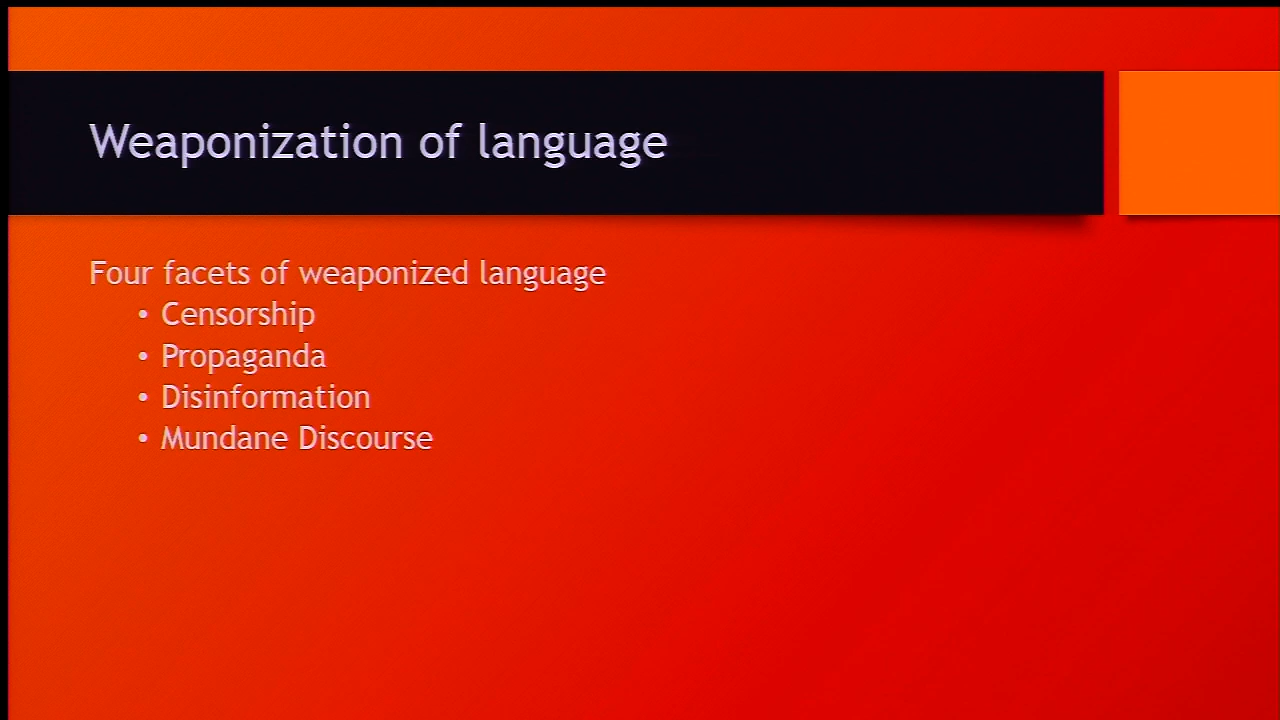 Weaponization of language
Four facets of weaponized language
• Censorship
• Propaganda
• Disinformation
• Mundane Discourse